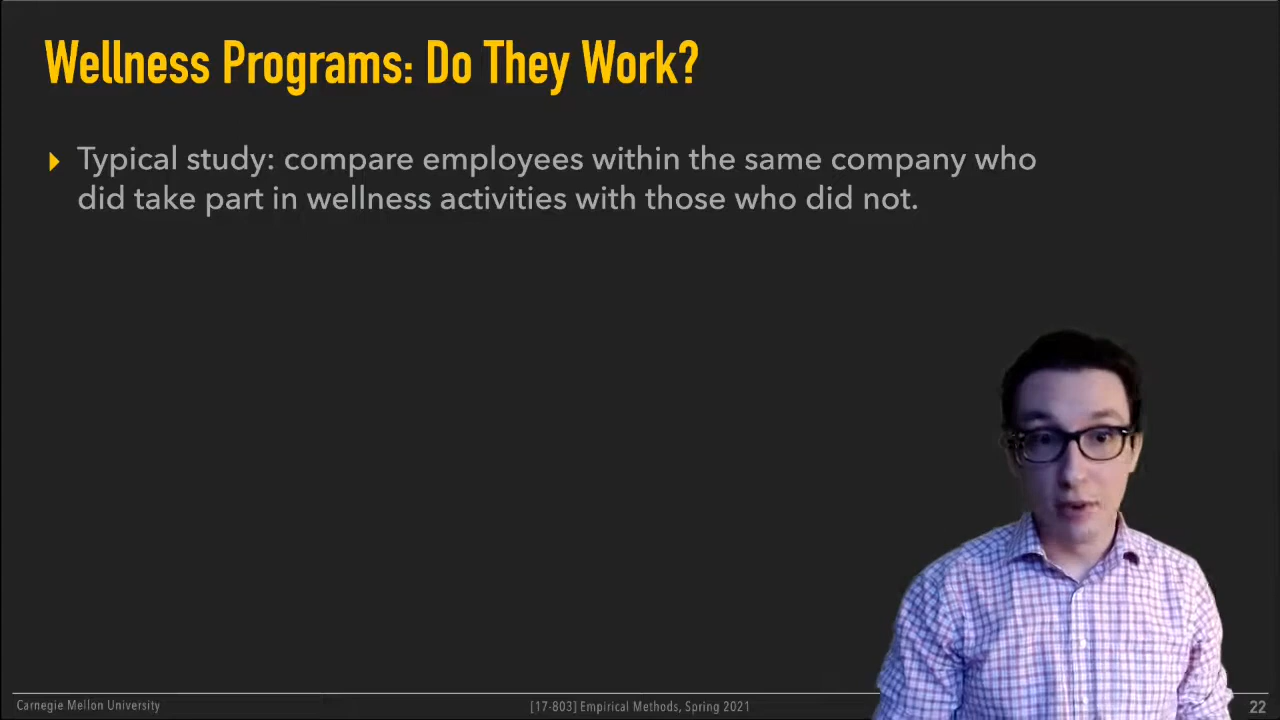 Wellness Programs: Do They Work?
Typical study: compare employees within the same company who
did take part in wellness activities with those who did not.
Carnegie Mellon University
[17-803] Empirical Methods, Spring 2021
22